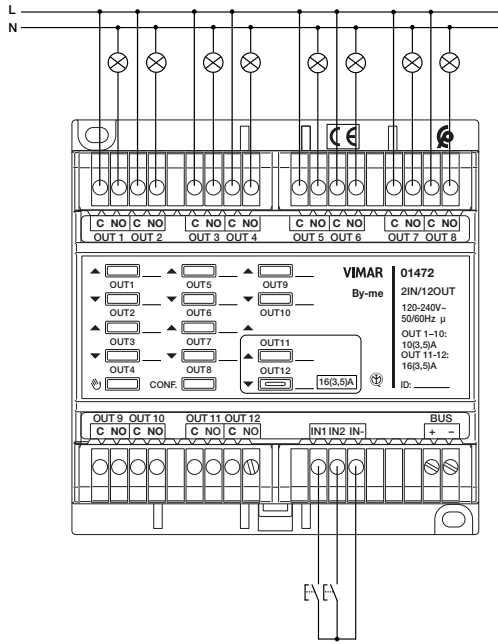 L
N
CE
C NO C NO C NO C NO C NO C NO C NO C NO
OUT 1 OUT 2 OUT 3 OUT 4 OUT 5 OUT 6 OUT 7 OUT 8
OUT1 OUT5 OUT9
OUT2 OUT6 OUT10
OUT3 OUT7 OUT11
OUT4 OUT8 OUT12
CONF.
16(3,5)A
VIMAR
By-me
01472
2IN/12OUT
120-240V~
50/60Hz µ
OUT 1-10:
10(3,5)A
OUT 11-12:
16(3,5)A
ID:
OUT 9 OUT 10 OUT 11 OUT 12 BUS
C NO C NO C NO C NO IN1 IN2 IN- + –